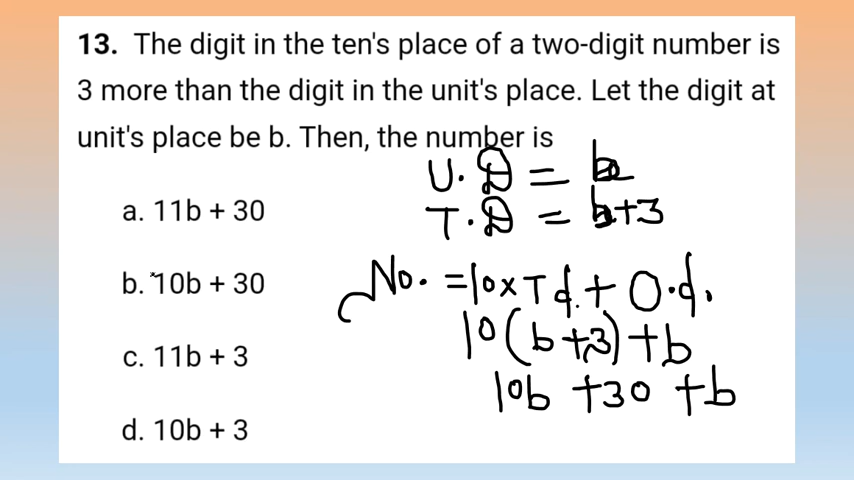 13. The digit in the ten's place of a two-digit number is
3 more than the digit in the unit's place. Let the digit at
unit's place be b. Then, the number is
U.D = b
a. 11b + 30
T.D = b+3
b. 10b + 30
No. = 10 x T d. + O.d.
10(b+3)+b
c. 11b + 3
10b +30 +b
d. 10b + 3